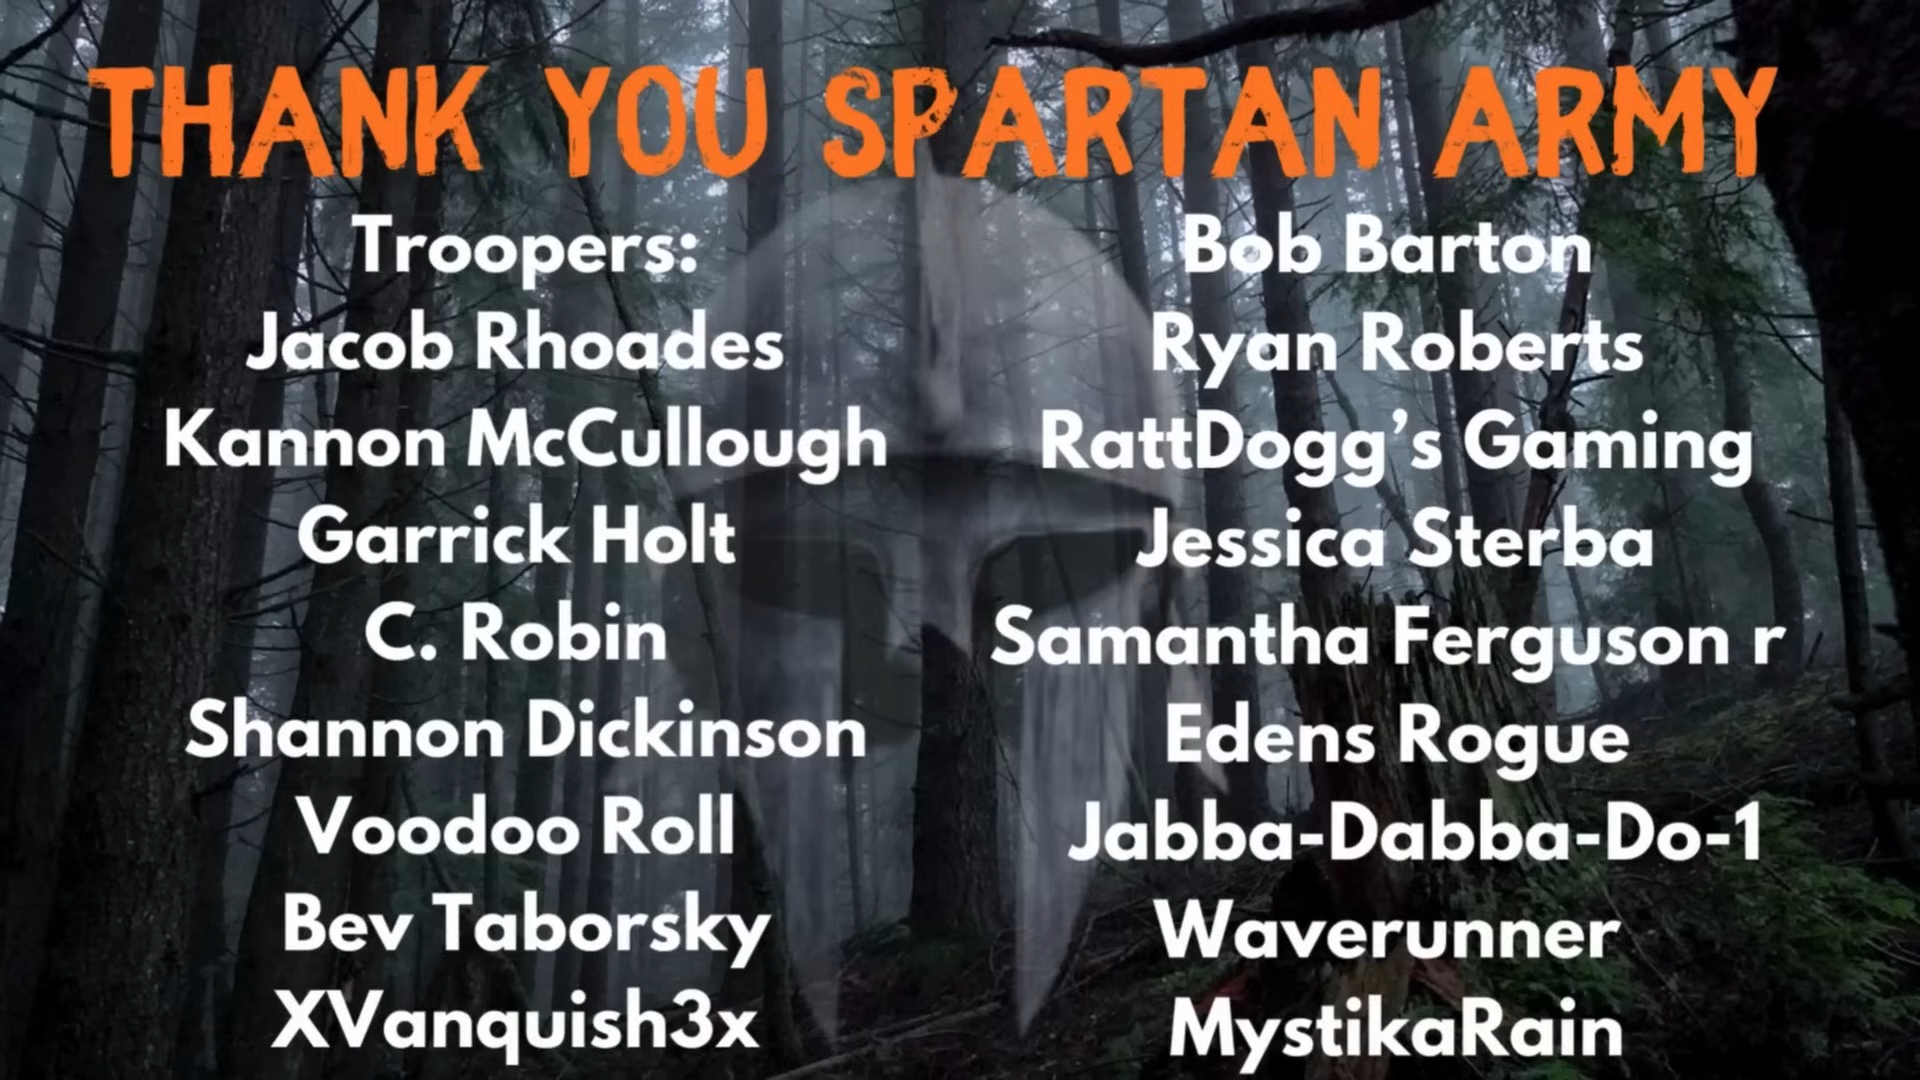 THANK YOU SPARTAN ARMY
Troopers:
Jacob Rhoades
Kannon McCullough
Garrick Holt
C. Robin
Shannon Dickinson
Voodoo Roll
Bev Taborsky
XVanquish3x
Bob Barton
Ryan Roberts
RattDogg’s Gaming
Jessica Sterba
Samantha Ferguson r
Edens Rogue
Jabba-Dabba-Do-1
Waverunner
MystikaRain